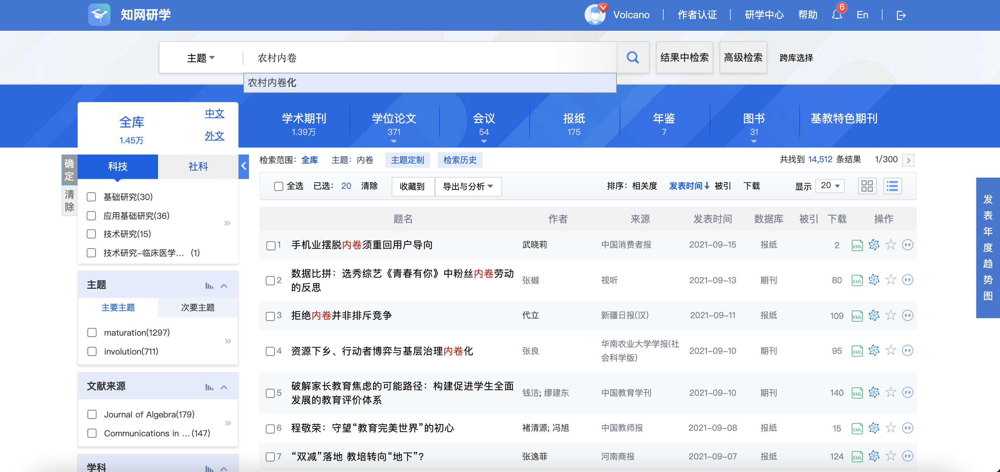 知网研学
Volcano 作者认证 研学中心 帮助 6 En
主题 农村内卷 结果中检索 高级检索 跨库选择
农村内卷化
全库 1.45万 中文 外文
学术期刊 1.39万
学位论文 371
会议 54
报纸 175
年鉴 7
图书 31
基教特色期刊
确定
清除
科技 社科
基础研究(30)
应用基础研究(36)
技术研究(15)
技术研究-临床医学... (1)
主题
主要主题 次要主题
maturation(1297)
involution(711)
文献来源
Journal of Algebra(179)
Communications in ...(147)
学科
检索范围：全库 主题：内卷 主题定制 检索历史 共找到 14,512 条结果 1/300
全选 已选：20 清除 收藏到 导出与分析 排序：相关度 发表时间↓ 被引 下载 显示 20
题名 作者 来源 发表时间 数据库 被引 下载 操作
1 手机业摆脱内卷须重回用户导向 武晓莉 中国消费者报 2021-09-15 报纸 2 XML
2 数据比拼：选秀综艺《青春有你》中粉丝内卷劳动
的反思 张樾 视听 2021-09-13 期刊 80 XML
3 拒绝内卷并非排斥竞争 代立 新疆日报(汉) 2021-09-11 报纸 109 XML
4 资源下乡、行动者博弈与基层治理内卷化 张良 华南农业大学学报(社
会科学版) 2021-09-10 期刊 95 XML
5 破解家长教育焦虑的可能路径：构建促进学生全面
发展的教育评价体系 钱洁; 缪建东 中国教育学刊 2021-09-10 期刊 140 XML
6 程敬荣：守望“教育完美世界”的初心 褚清源; 冯旭 中国教师报 2021-09-08 报纸 15 XML
7 “双减”落地 教培转向“地下”? 张逸菲 河南商报 2021-09-07 报纸 124 XML
发表年度趋势图